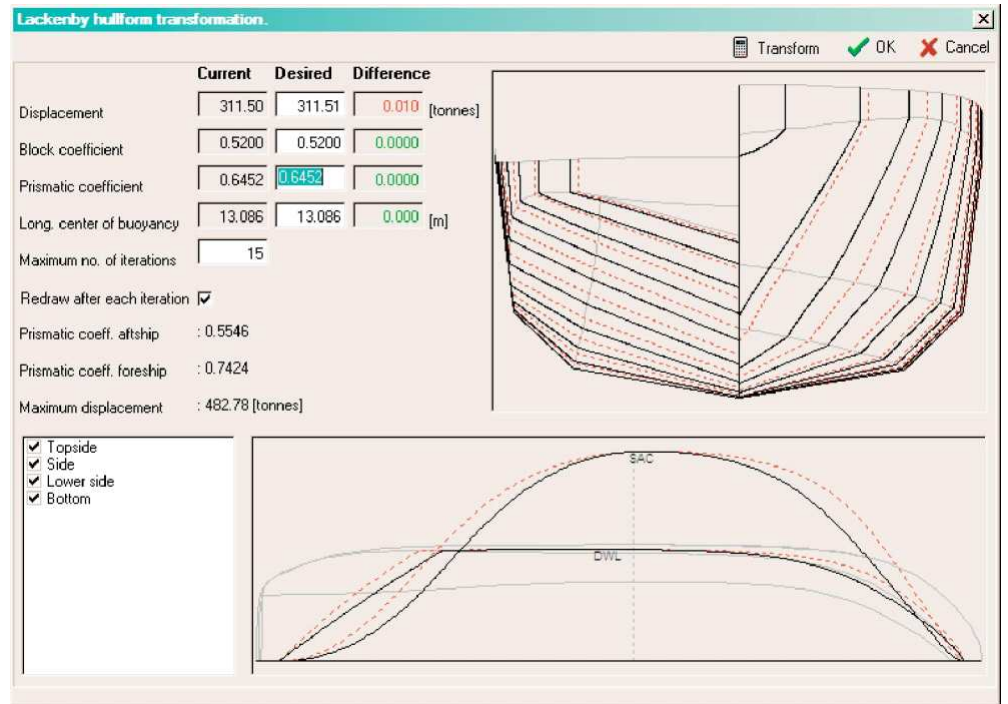 Lackenby hullform transformation.
Transform OK Cancel
Current Desired Difference
Displacement 311.50 311.51 0.010 [tonnes]
Block coefficient 0.5200 0.5200 0.0000
Prismatic coefficient 0.6452 0.6452 0.0000
Long. center of buoyancy 13.086 13.086 0.000 [m]
Maximum no. of iterations 15
Redraw after each iteration
Prismatic coeff. aftship : 0.5546
Prismatic coeff. foreship : 0.7424
Maximum displacement : 482.78 [tonnes]
Topside
Side
Lower side
Bottom
SAC
DWL